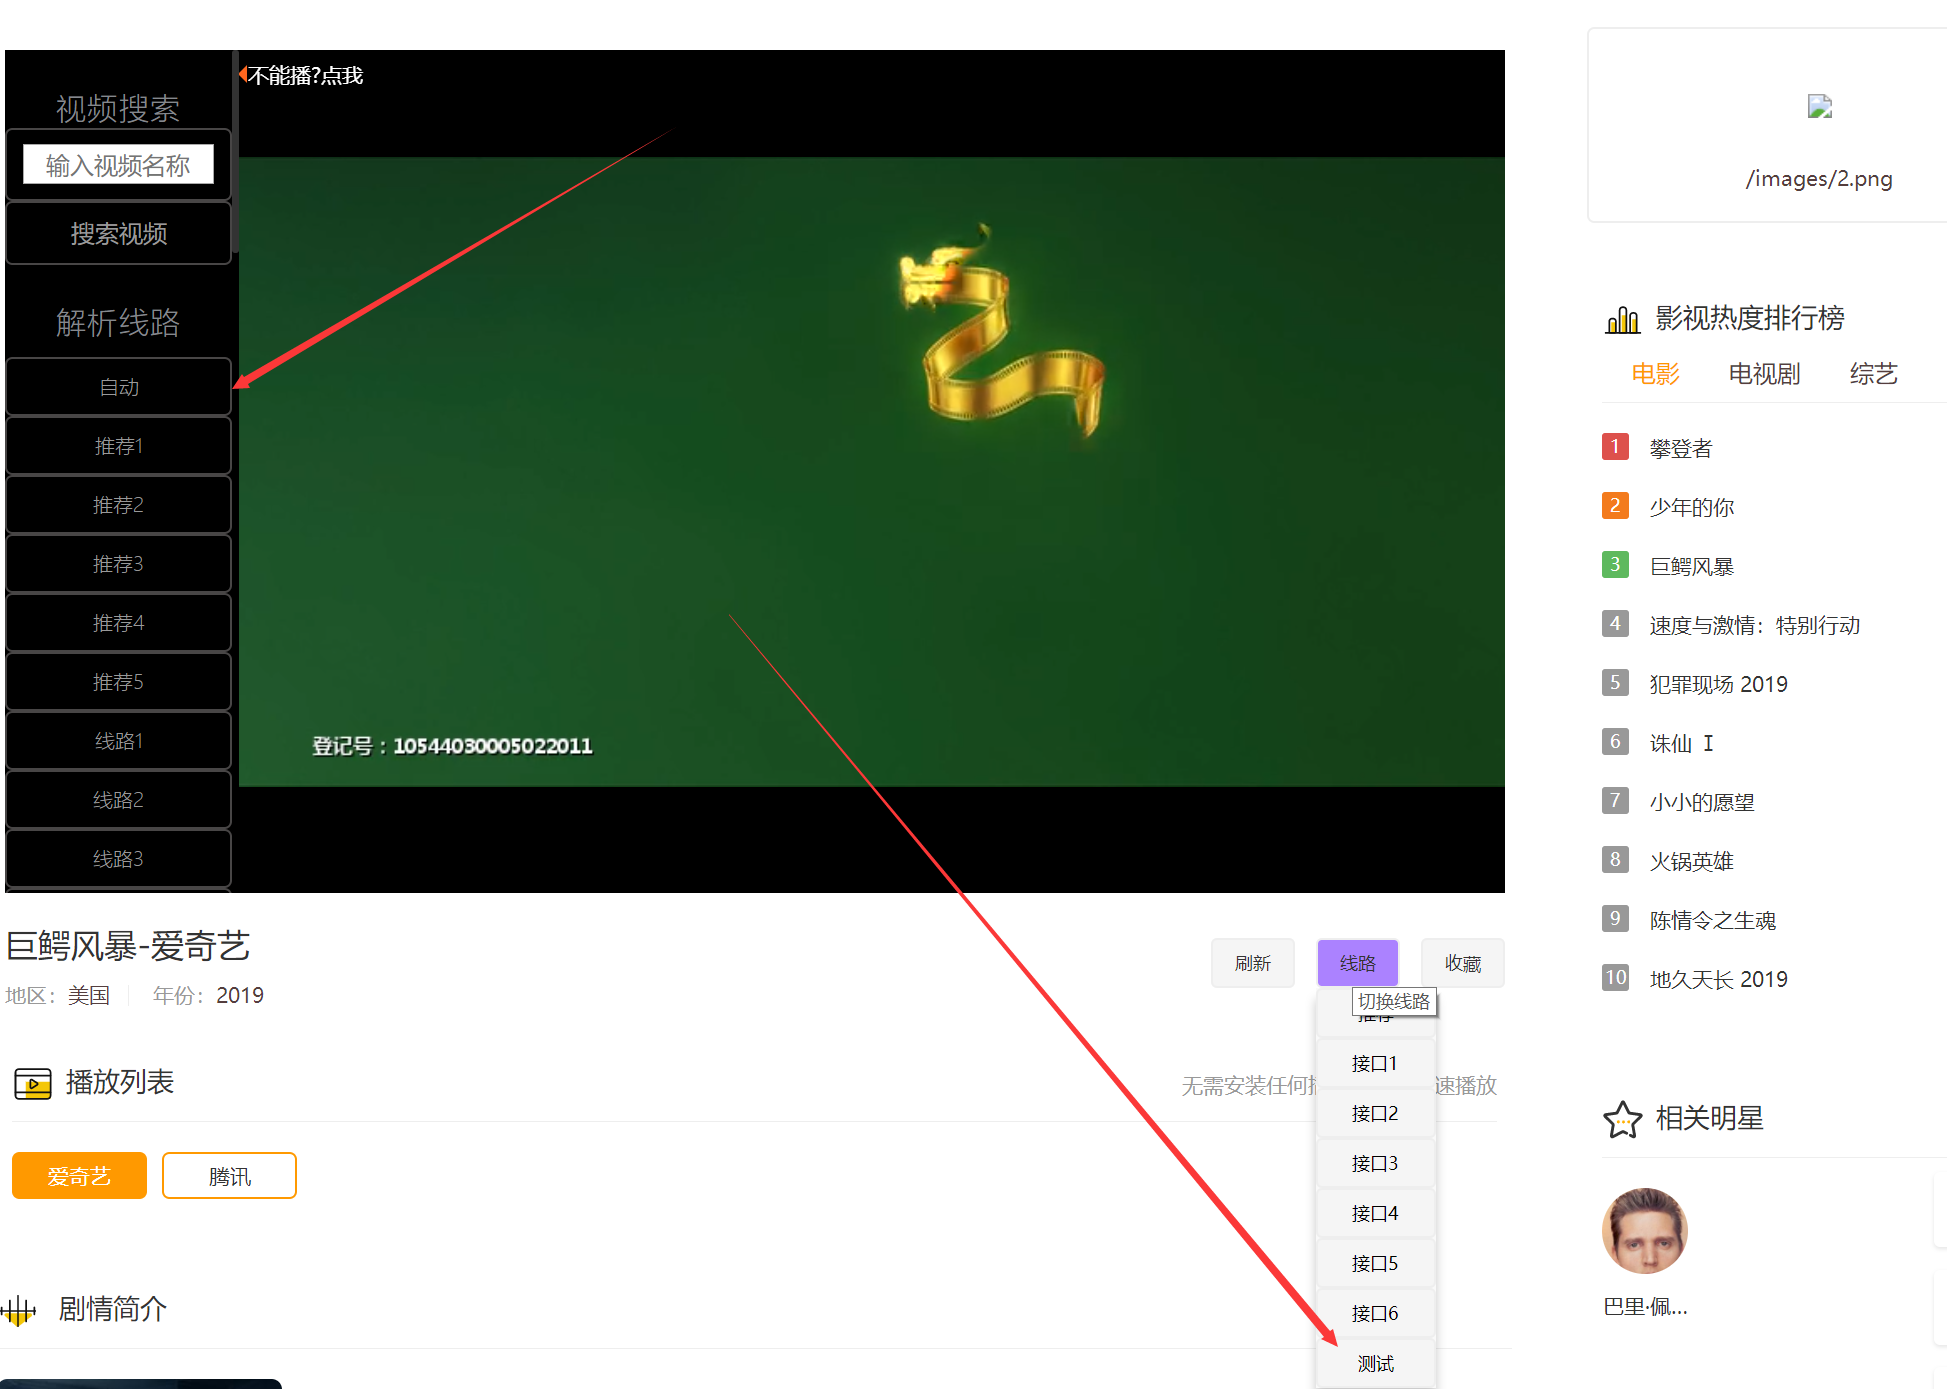 不能播?点我
视频搜索
输入视频名称
搜索视频
解析线路
自动
推荐1
推荐2
推荐3
推荐4
推荐5
线路1
线路2
线路3
登记号：10544030005022011
巨鳄风暴-爱奇艺
地区：美国 年份：2019
刷新 线路 收藏
切换线路
推荐
接口1
接口2
接口3
接口4
接口5
接口6
测试
播放列表
无需安装任何
速播放
爱奇艺 腾讯
剧情简介
/images/2.png
影视热度排行榜
电影 电视剧 综艺
1 攀登者
2 少年的你
3 巨鳄风暴
4 速度与激情：特别行动
5 犯罪现场 2019
6 诛仙 I
7 小小的愿望
8 火锅英雄
9 陈情令之生魂
10 地久天长 2019
相关明星
巴里·佩...